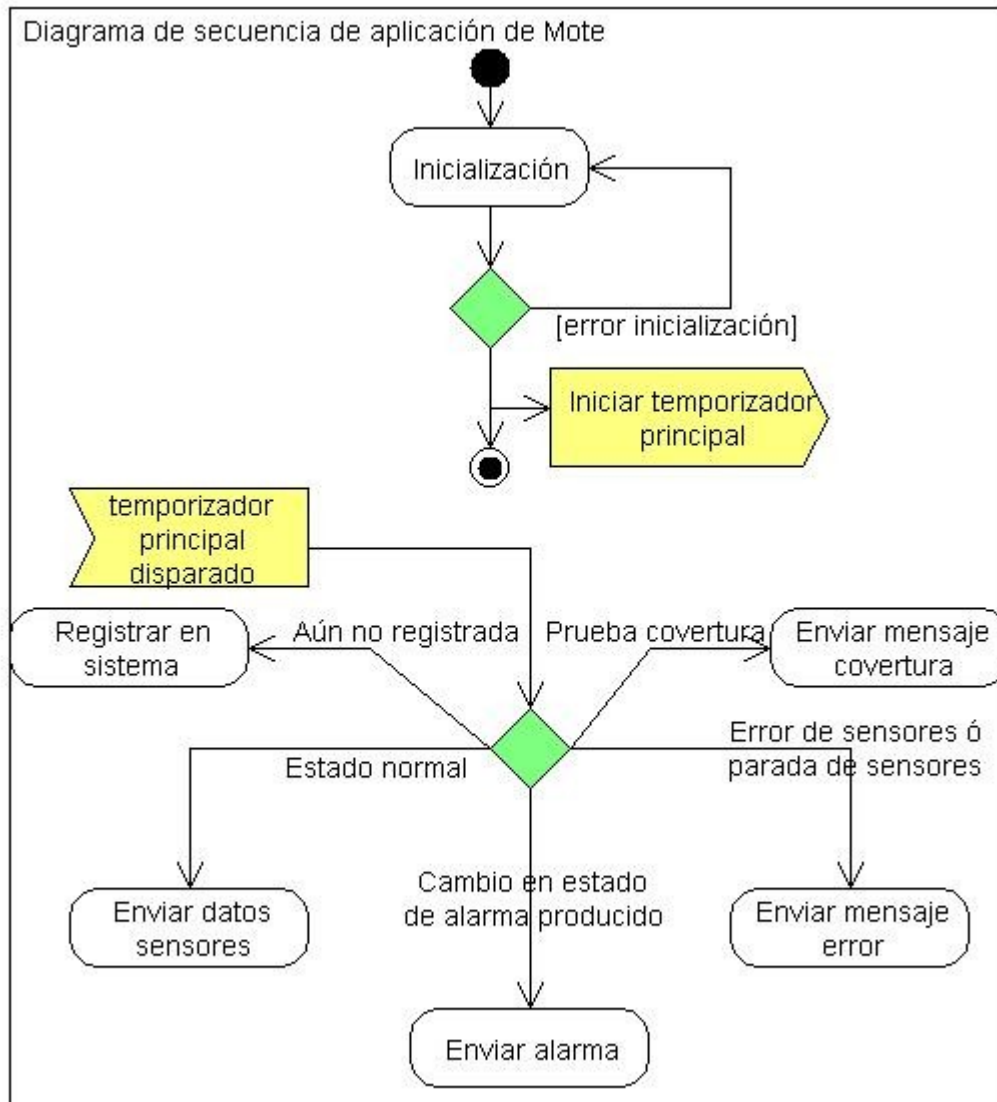 Diagrama de secuencia de aplicación de Mote
Inicialización
[error inicialización]
Iniciar temporizador
principal
temporizador
principal
disparado
Registrar en
sistema
Aún no registrada
Prueba covertura
Enviar mensaje
covertura
Estado normal
Error de sensores ó
parada de sensores
Enviar datos
sensores
Cambio en estado
de alarma producido
Enviar mensaje
error
Enviar alarma